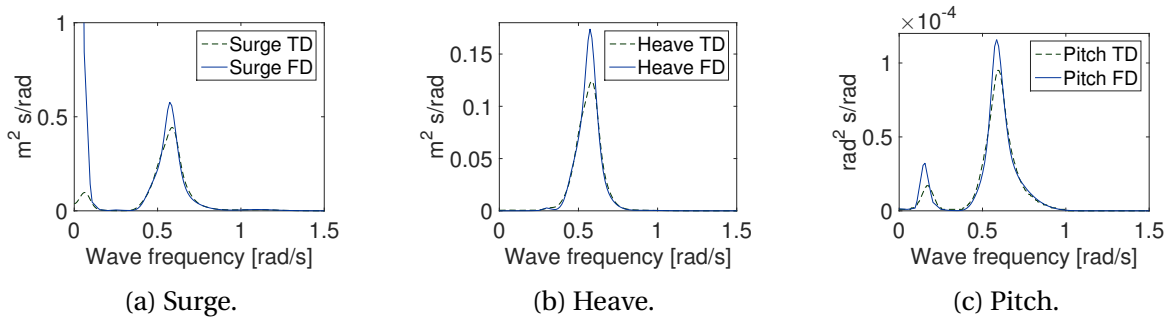 1
0.5
0
0 0.5 1 1.5
m² s/rad
Wave frequency [rad/s]
Surge TD
Surge FD
(a) Surge.
0.15
0.1
0.05
0
0 0.5 1 1.5
m² s/rad
Wave frequency [rad/s]
Heave TD
Heave FD
(b) Heave.
×10⁻⁴
1
0.5
0
0 0.5 1 1.5
rad² s/rad
Wave frequency [rad/s]
Pitch TD
Pitch FD
(c) Pitch.